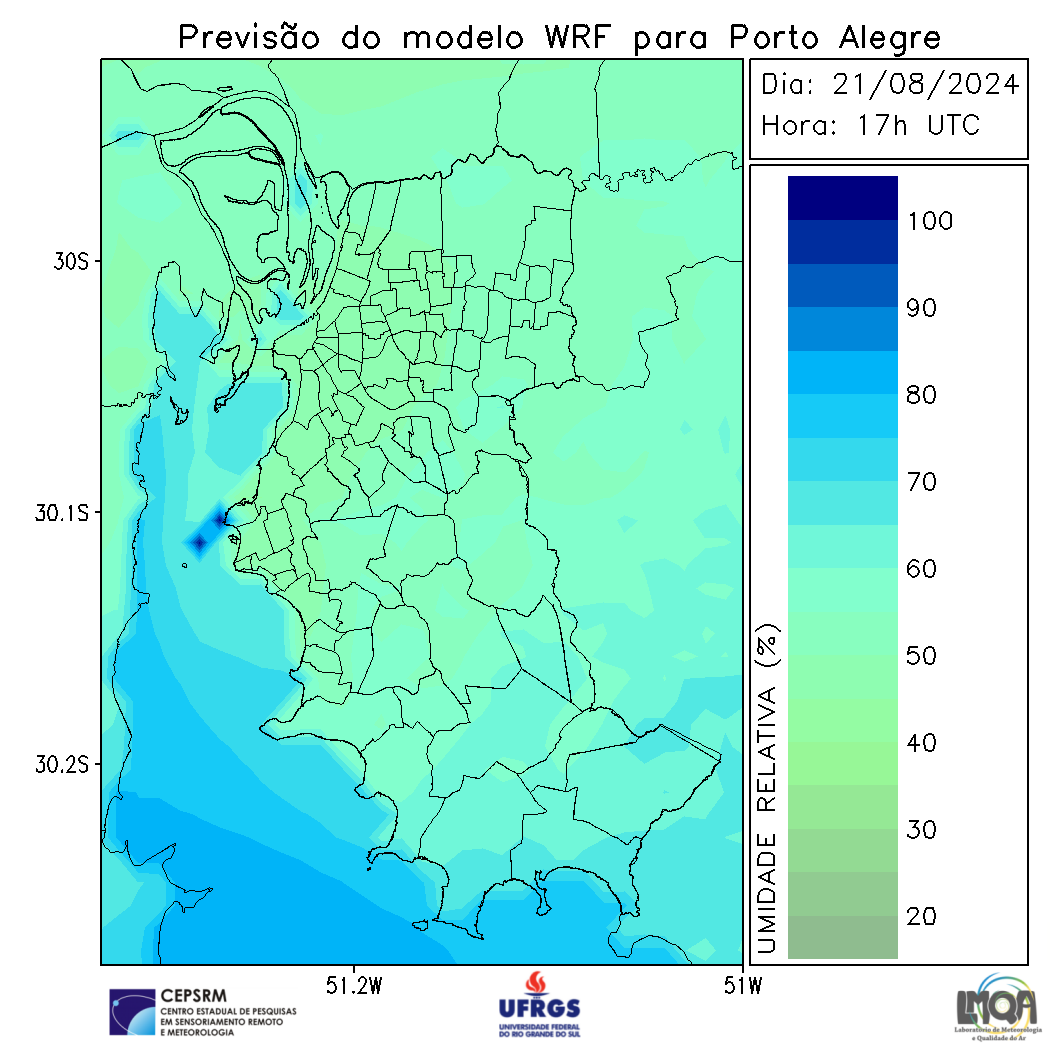 Previsão do modelo WRF para Porto Alegre
Dia: 21/08/2024
Hora: 17h UTC
30S
30.1S
30.2S
51.2W
51W
100
90
80
70
60
50
40
30
20
UMIDADE RELATIVA (%)
CEPSRM
CENTRO ESTADUAL DE PESQUISAS
EM SENSORIAMENTO REMOTO
E METEOROLOGIA
UFRGS
UNIVERSIDADE FEDERAL
DO RIO GRANDE DO SUL
LMQA
Laboratório de Meteorologia
e Qualidade do Ar